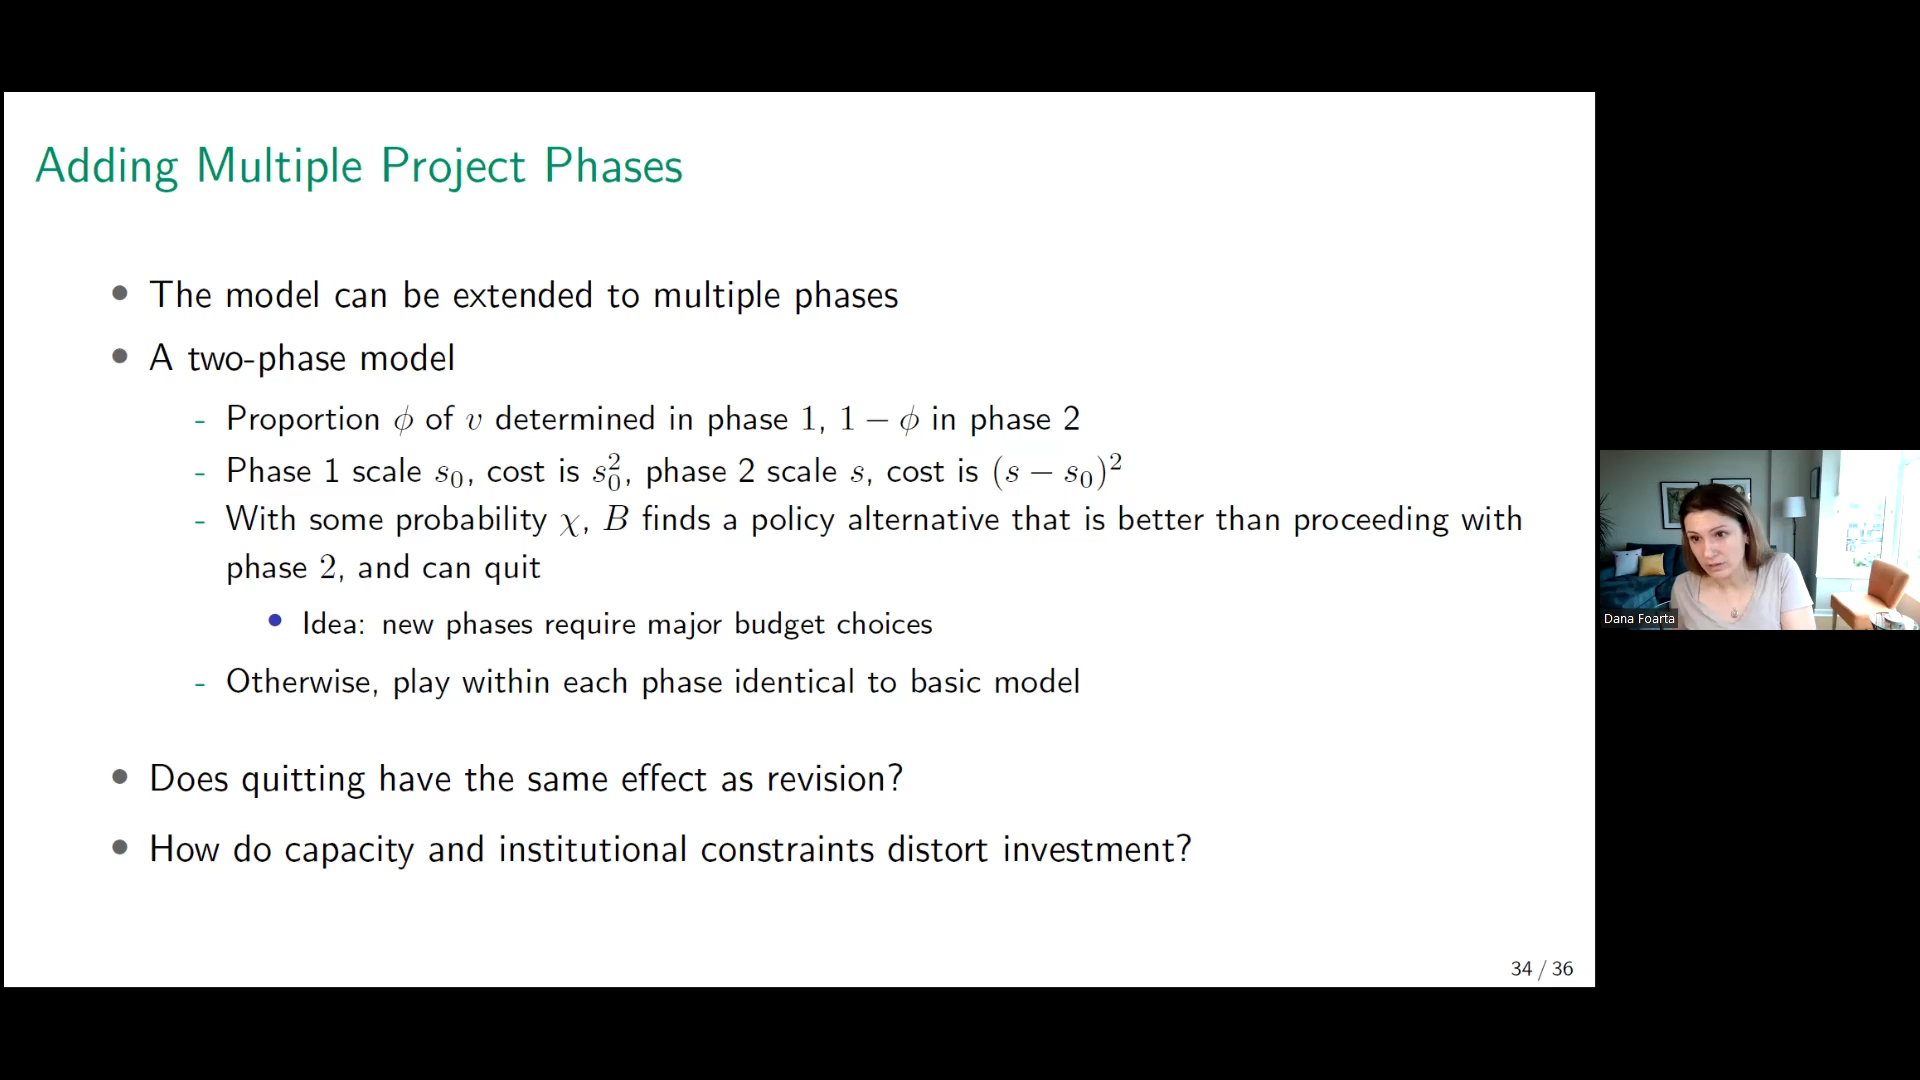 Adding Multiple Project Phases
• The model can be extended to multiple phases
• A two-phase model
- Proportion ϕ of v determined in phase 1, 1 − ϕ in phase 2
- Phase 1 scale s₀, cost is s₀², phase 2 scale s, cost is (s − s₀)²
- With some probability χ, B finds a policy alternative that is better than proceeding with
phase 2, and can quit
• Idea: new phases require major budget choices
- Otherwise, play within each phase identical to basic model
• Does quitting have the same effect as revision?
• How do capacity and institutional constraints distort investment?
34 / 36
Dana Foarta